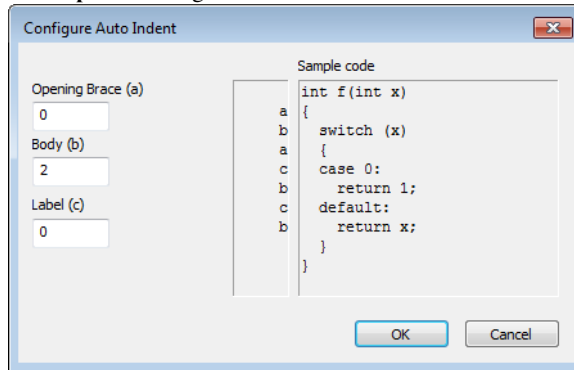 Configure Auto Indent
Sample code
Opening Brace (a)
0
Body (b)
2
Label (c)
0
int f(int x)
a {
b switch (x)
a {
c case 0:
b return 1;
c default:
b return x;
}
}
OK Cancel